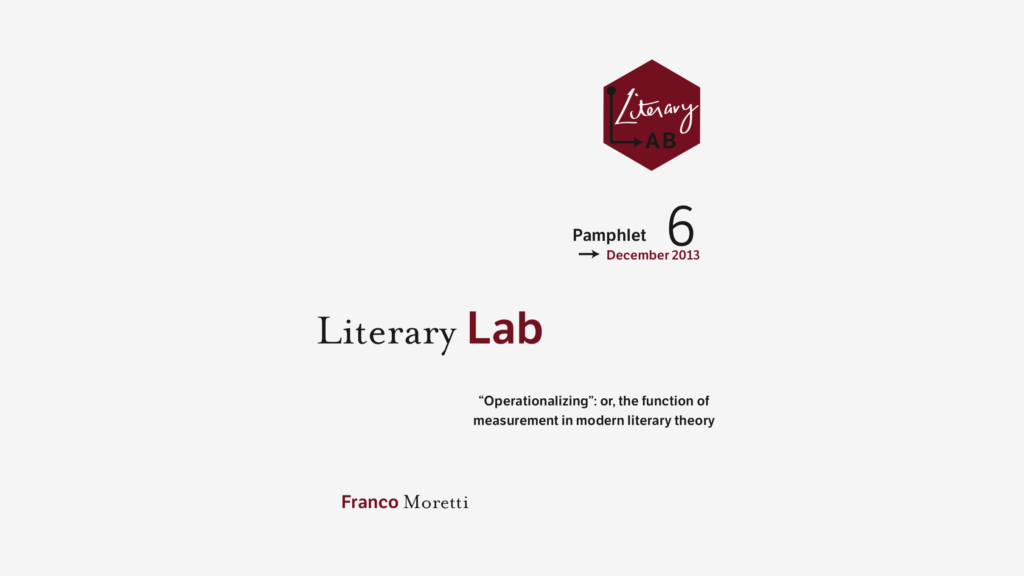 Literary
AB
Pamphlet 6
December 2013
Literary Lab
“Operationalizing”: or, the function of
measurement in modern literary theory
Franco Moretti